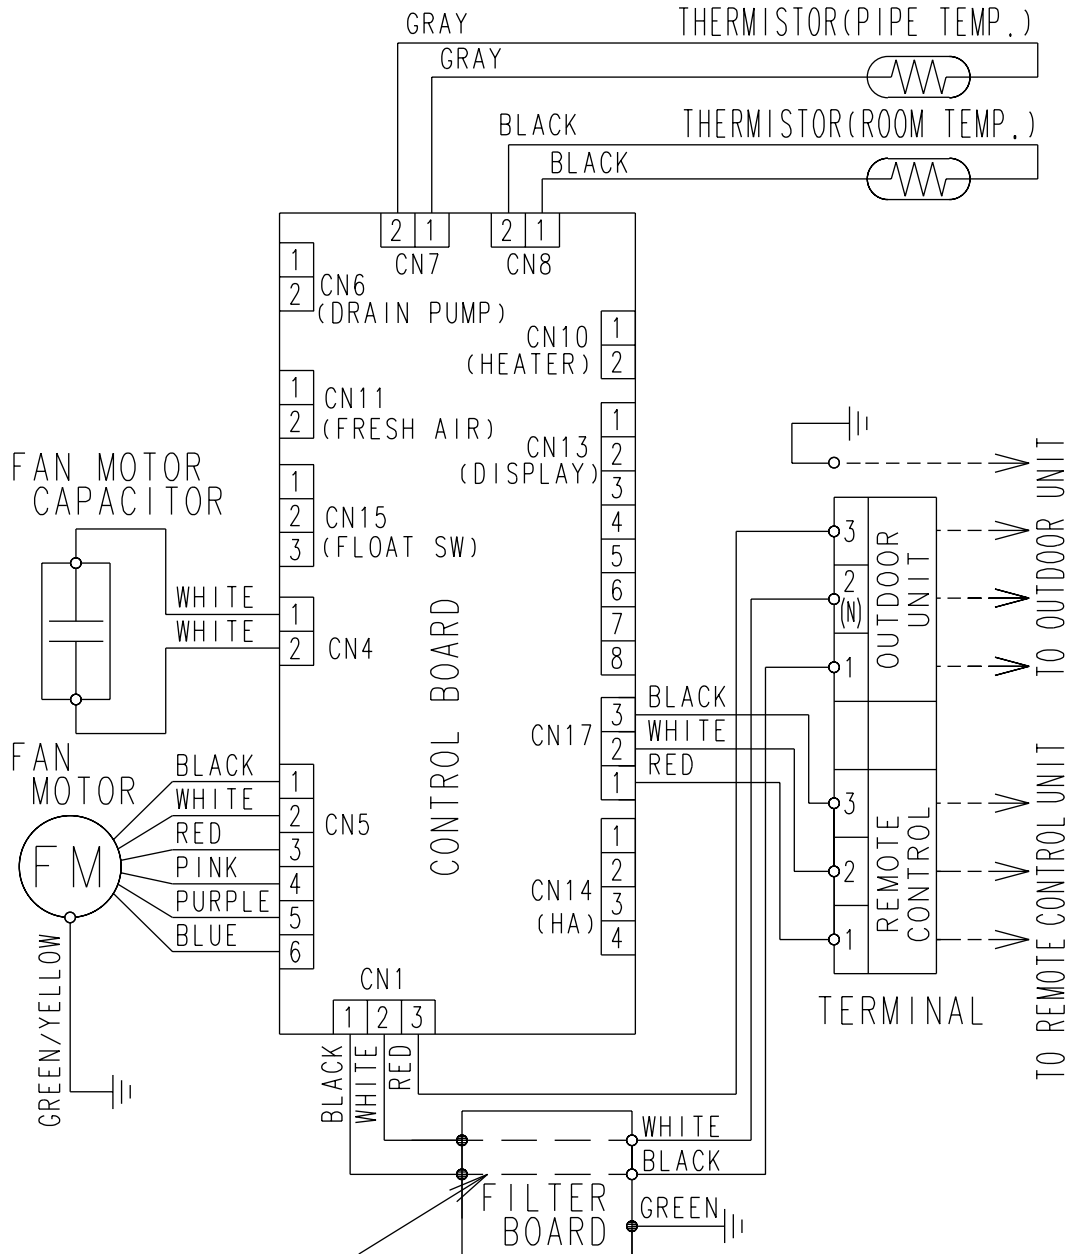 GRAY
THERMISTOR(PIPE TEMP.)
GRAY
BLACK
THERMISTOR(ROOM TEMP.)
BLACK
2 1
CN7
2 1
CN8
1
2
CN6
(DRAIN PUMP)
CN10
(HEATER)
1
2
1
2
CN11
(FRESH AIR)
CN13
(DISPLAY)
1
2
3
4
5
6
7
8
1
2
3
CN15
(FLOAT SW)
FAN MOTOR
CAPACITOR
WHITE
WHITE
1
2
CN4
CONTROL BOARD
CN17
3
2
1
BLACK
WHITE
RED
FAN
MOTOR
FM
BLACK
WHITE
RED
PINK
PURPLE
BLUE
1
2
3
4
5
6
CN5
CN14
(HA)
1
2
3
4
GREEN/YELLOW
CN1
1 2 3
BLACK
WHITE
RED
3
2
(N)
1
OUTDOOR
UNIT
3
2
1
REMOTE
CONTROL
TERMINAL
TO OUTDOOR UNIT
TO REMOTE CONTROL UNIT
WHITE
BLACK
FILTER
BOARD
GREEN